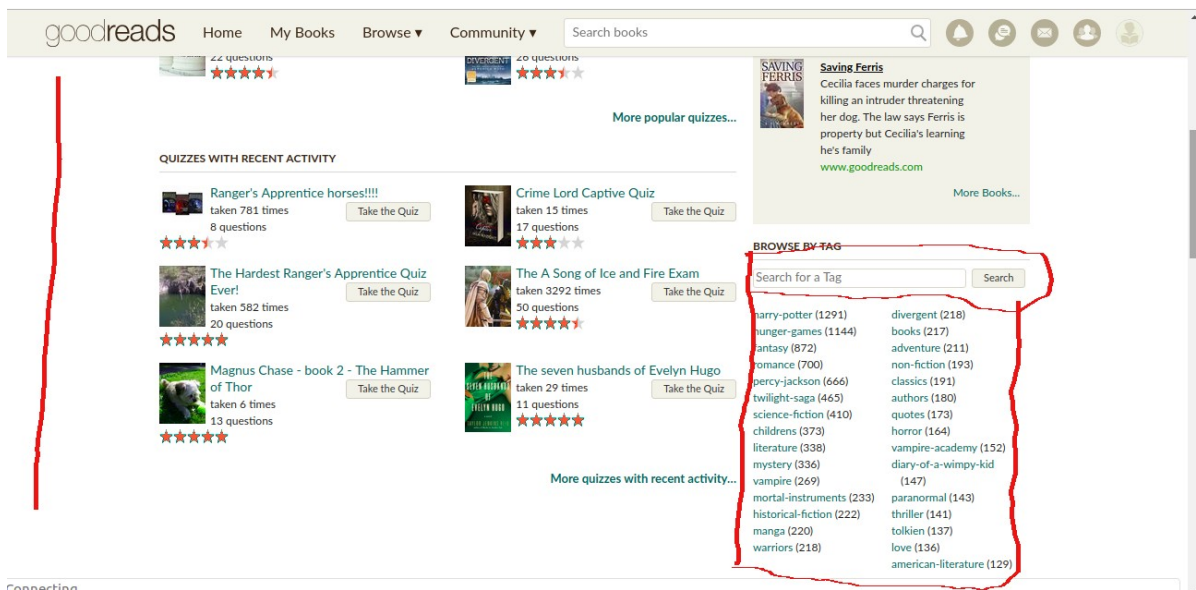 goodreads Home My Books Browse ▾ Community ▾ Search books
22 questions
DIVERGENT
26 questions
More popular quizzes...
QUIZZES WITH RECENT ACTIVITY
Ranger's Apprentice horses!!!!
taken 781 times
Take the Quiz
8 questions
Crime Lord Captive Quiz
taken 15 times
Take the Quiz
17 questions
The Hardest Ranger's Apprentice Quiz
Ever!
Take the Quiz
taken 582 times
20 questions
The A Song of Ice and Fire Exam
taken 3292 times
Take the Quiz
50 questions
Magnus Chase - book 2 - The Hammer
of Thor
Take the Quiz
taken 6 times
13 questions
The seven husbands of Evelyn Hugo
taken 29 times
Take the Quiz
11 questions
More quizzes with recent activity...
SAVING
FERRIS
Saving Ferris
Cecilia faces murder charges for
killing an intruder threatening
her dog. The law says Ferris is
property but Cecilia's learning
he's family
www.goodreads.com
More Books...
BROWSE BY TAG
Search for a Tag
Search
harry-potter (1291)
hunger-games (1144)
fantasy (872)
romance (700)
percy-jackson (666)
twilight-saga (465)
science-fiction (410)
childrens (373)
literature (338)
mystery (336)
vampire (269)
mortal-instruments (233)
historical-fiction (222)
manga (220)
warriors (218)
divergent (218)
books (217)
adventure (211)
non-fiction (193)
classics (191)
authors (180)
quotes (173)
horror (164)
vampire-academy (152)
diary-of-a-wimpy-kid
(147)
paranormal (143)
thriller (141)
tolkien (137)
love (136)
american-literature (129)
Connecting